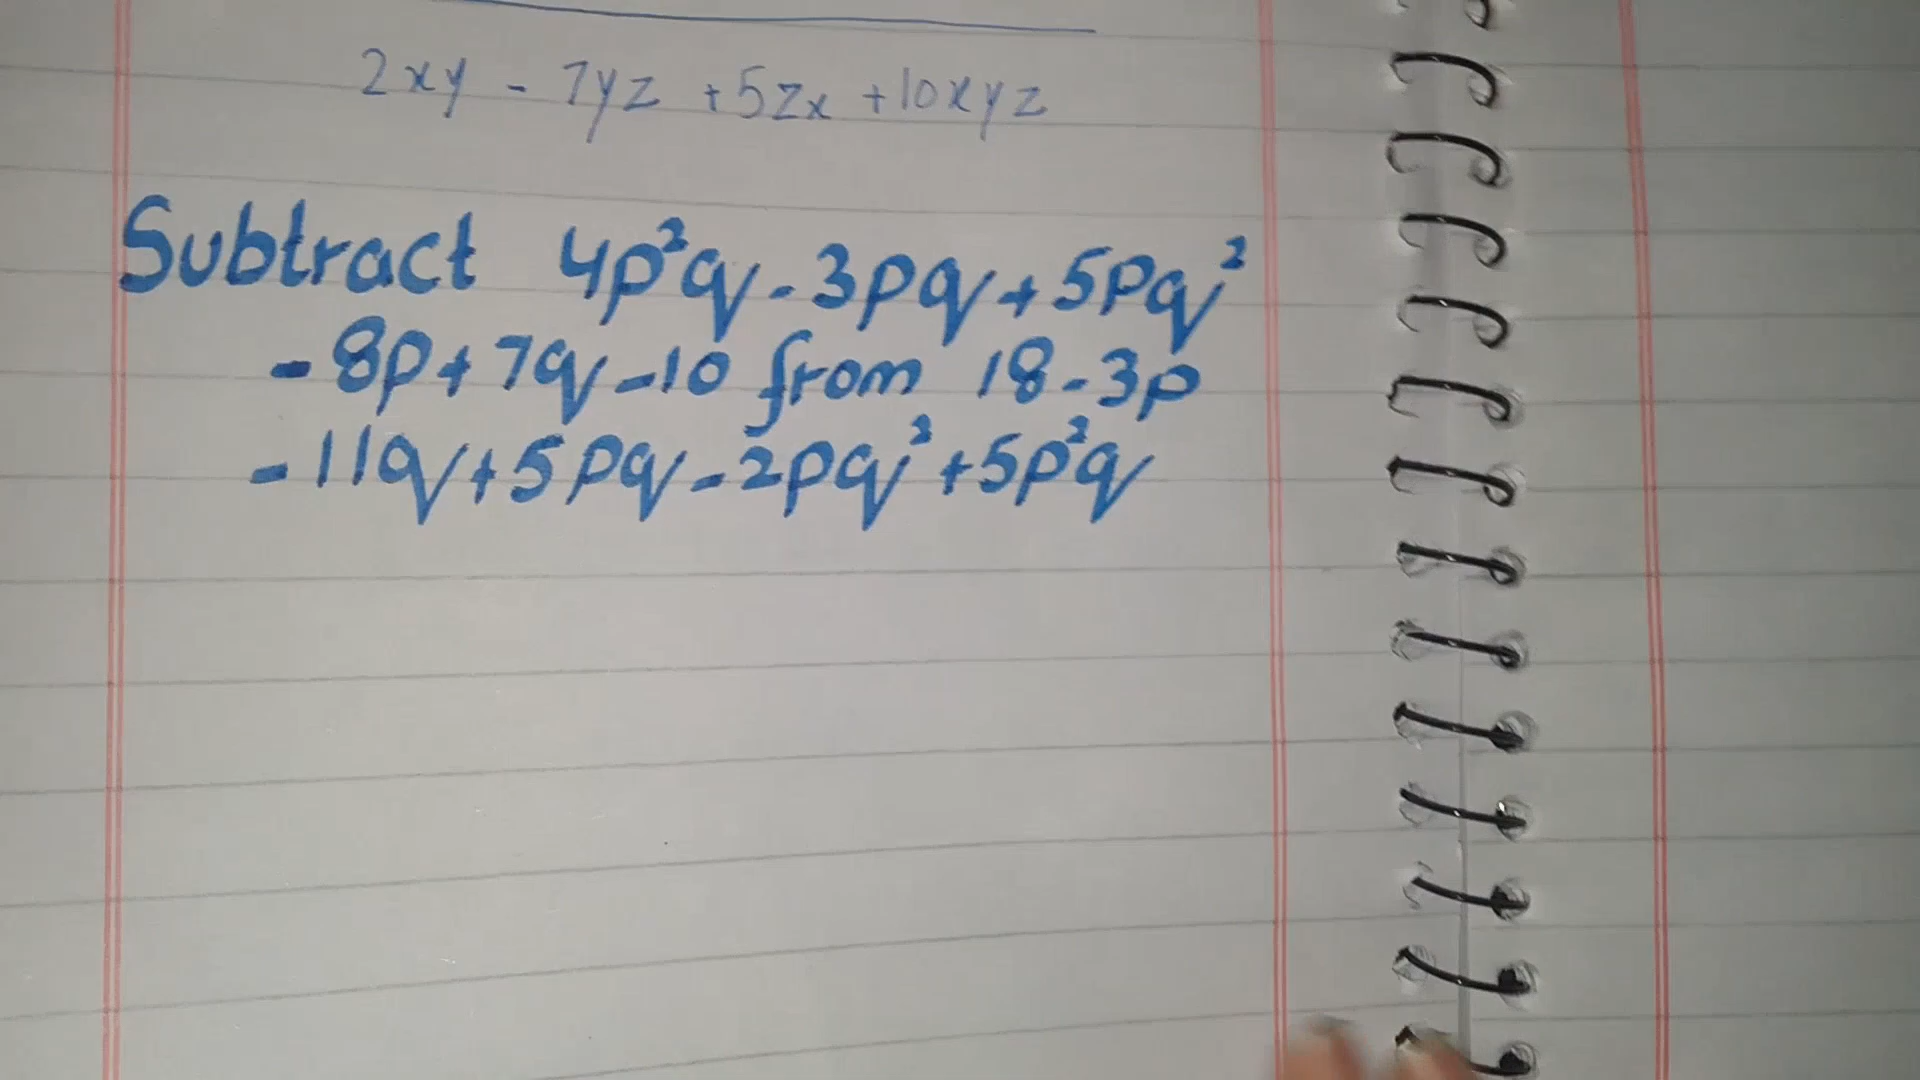 2xy - 7yz + 5zx + 10xyz
Subtract 4p²q - 3pq + 5pq²
- 8p + 7q - 10 from 18 - 3p
- 11q + 5pq - 2pq² + 5p²q